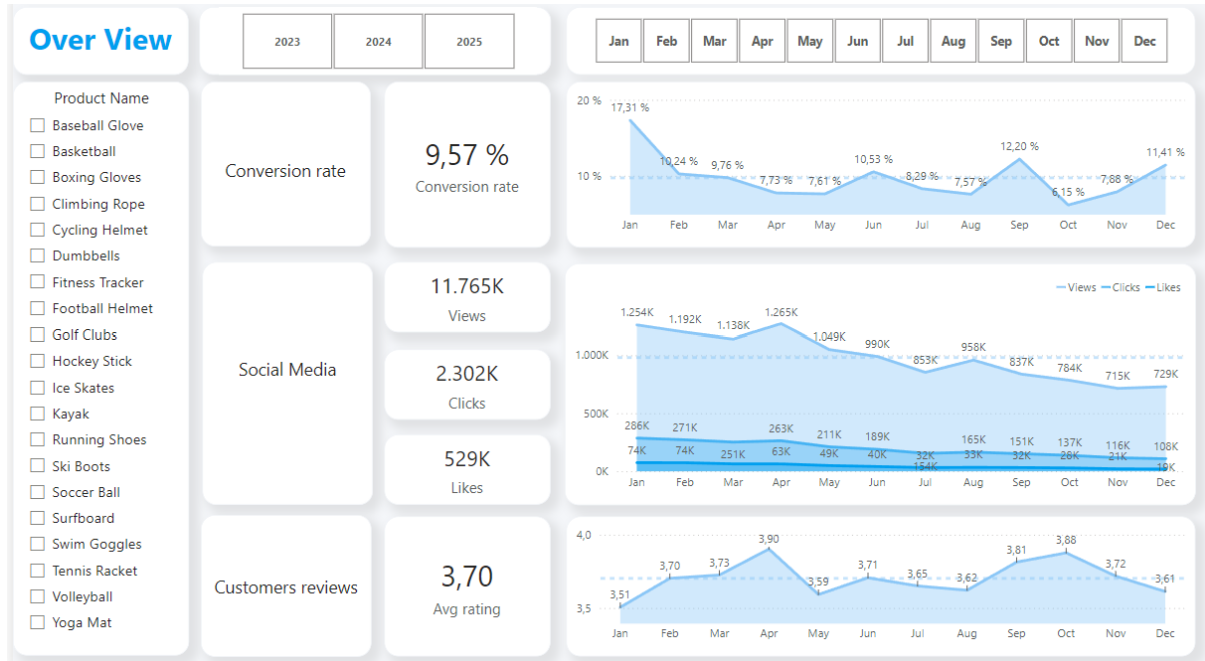 Over View
2023 2024 2025
Jan Feb Mar Apr May Jun Jul Aug Sep Oct Nov Dec
Product Name
Baseball Glove
Basketball
Boxing Gloves
Climbing Rope
Cycling Helmet
Dumbbells
Fitness Tracker
Football Helmet
Golf Clubs
Hockey Stick
Ice Skates
Kayak
Running Shoes
Ski Boots
Soccer Ball
Surfboard
Swim Goggles
Tennis Racket
Volleyball
Yoga Mat
Conversion rate
9,57 %
Conversion rate
20 %
10 %
17,31 % 10,24 % 9,76 % 7,73 % 7,61 % 10,53 % 8,29 % 7,57 % 12,20 % 6,15 % 7,88 % 11,41 %
Jan Feb Mar Apr May Jun Jul Aug Sep Oct Nov Dec
Social Media
11.765K
Views
2.302K
Clicks
529K
Likes
Views Clicks Likes
1.000K
500K
0K
1.254K 1.192K 1.138K 1.265K 1.049K 990K 853K 958K 837K 784K 715K 729K
286K 271K 263K 211K 189K 165K 151K 137K 116K 108K
74K 74K 251K 63K 49K 40K 32K 33K 32K 28K 21K 19K
154K
Jan Feb Mar Apr May Jun Jul Aug Sep Oct Nov Dec
Customers reviews
3,70
Avg rating
4,0
3,5
3,51 3,70 3,73 3,90 3,59 3,71 3,65 3,62 3,81 3,88 3,72 3,61
Jan Feb Mar Apr May Jun Jul Aug Sep Oct Nov Dec